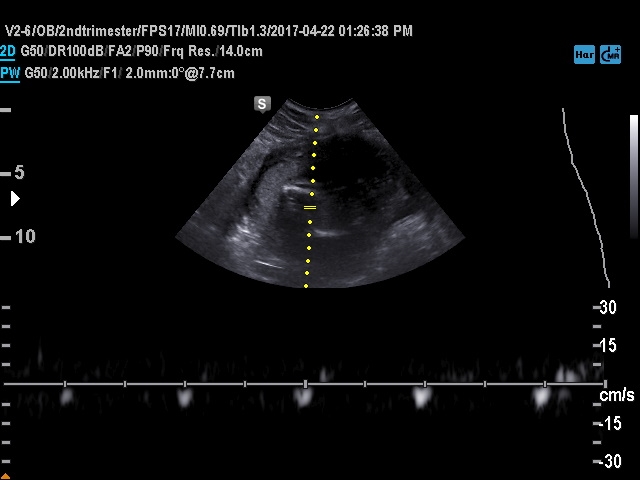 V2-6/OB/2ndtrimester/FPS17/MI0.69/TIb1.3/2017-04-22 01:26:38 PM
2D G50/DR100dB/FA2/P90/Frq Res./14.0cm
PW G50/2.00kHz/F1/ 2.0mm:0°@7.7cm
Har CMR+
S
5
10
30
15
cm/s
-15
-30